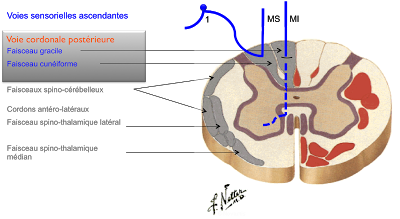 Voies sensorielles ascendantes
1
MS
MI
Voie cordonale postérieure
Faisceau gracile
Faisceau cunéiforme
Faisceaux spino-cérébelleux
Cordons antéro-latéraux
Faisceau spino-thalamique latéral
Faisceau spino-thalamique
médian
F. Netter
M.D.